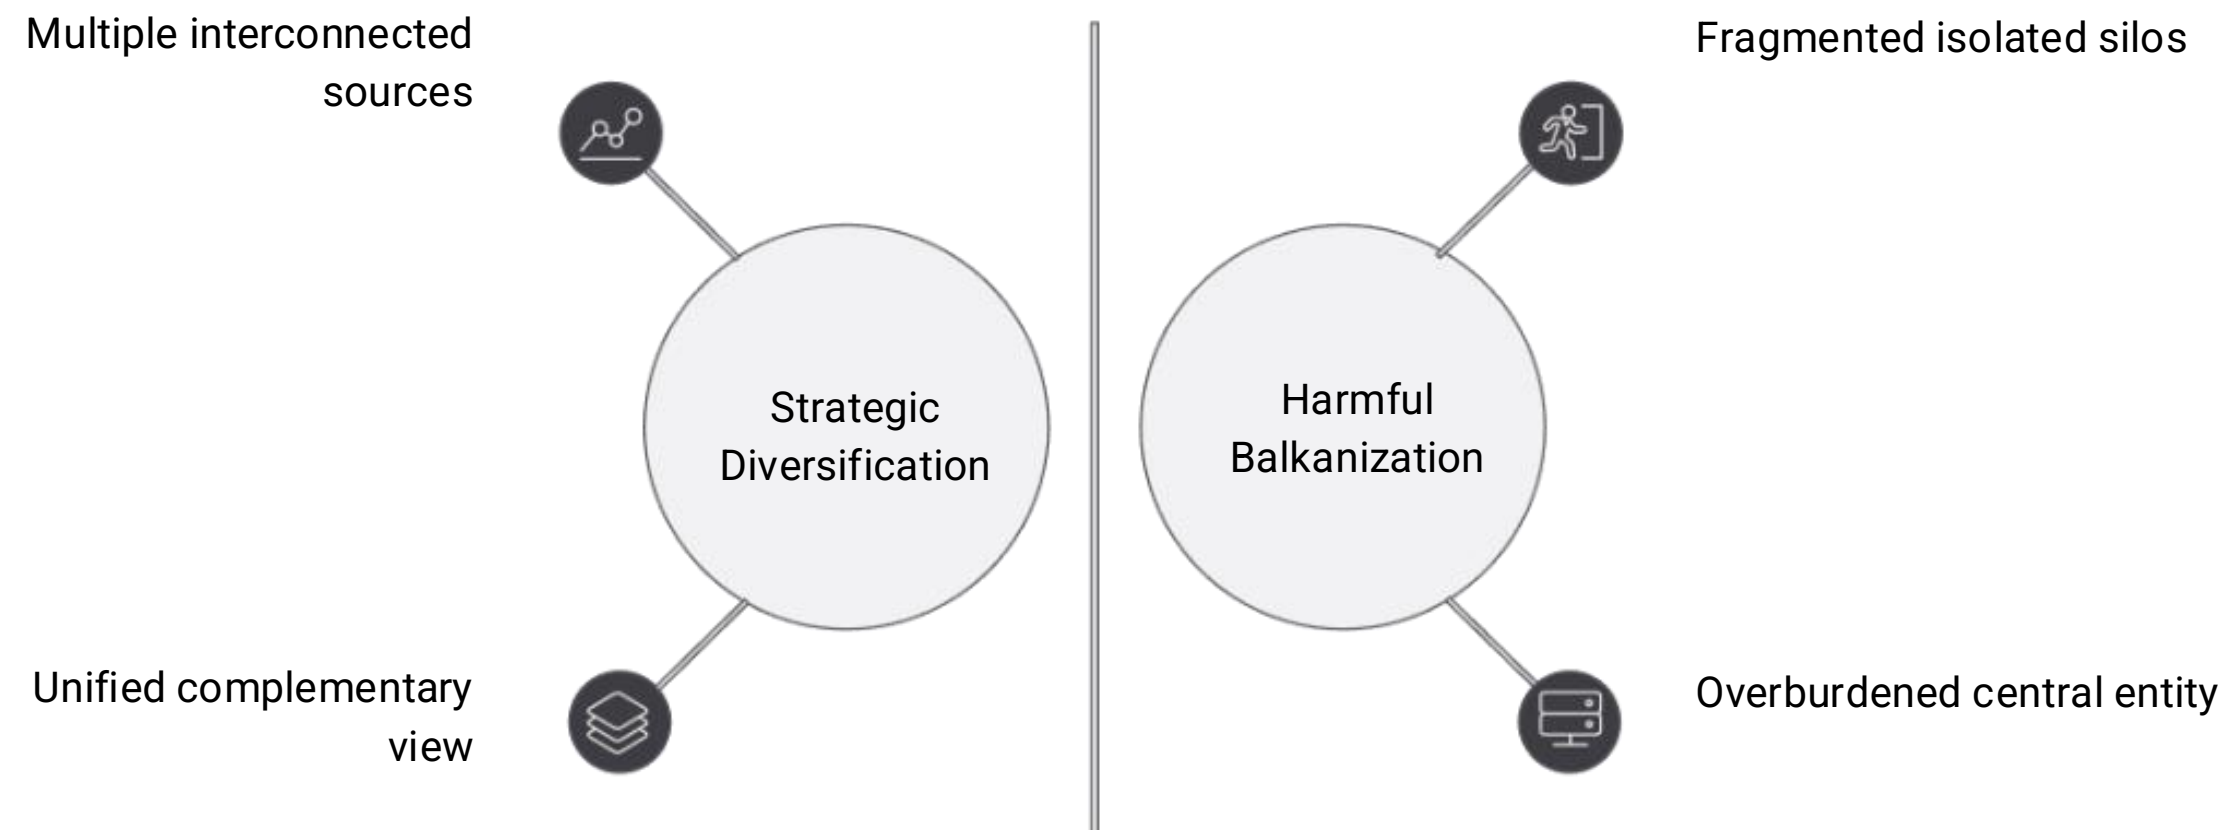 Multiple interconnected
sources
Unified complementary
view
Strategic
Diversification
Harmful
Balkanization
Fragmented isolated silos
Overburdened central entity